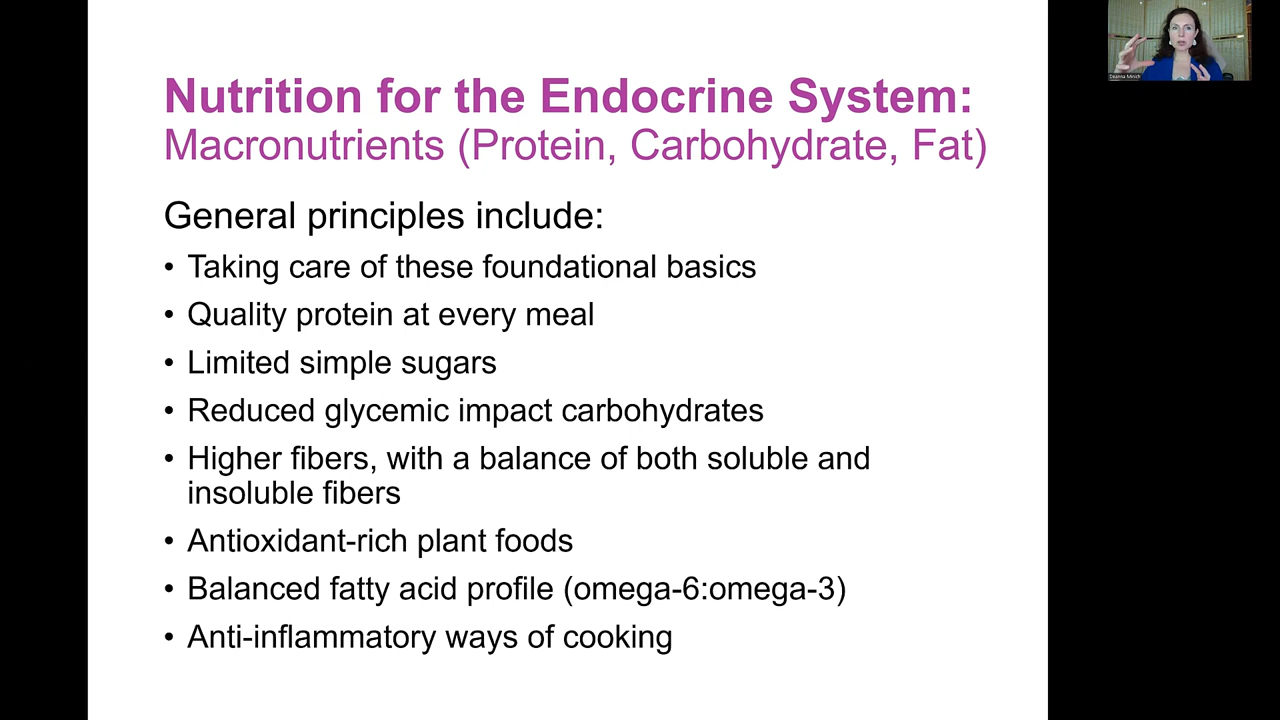 Nutrition for the Endocrine System:
Macronutrients (Protein, Carbohydrate, Fat)
General principles include:
• Taking care of these foundational basics
• Quality protein at every meal
• Limited simple sugars
• Reduced glycemic impact carbohydrates
• Higher fibers, with a balance of both soluble and
insoluble fibers
• Antioxidant-rich plant foods
• Balanced fatty acid profile (omega-6:omega-3)
• Anti-inflammatory ways of cooking
Deanna Minich